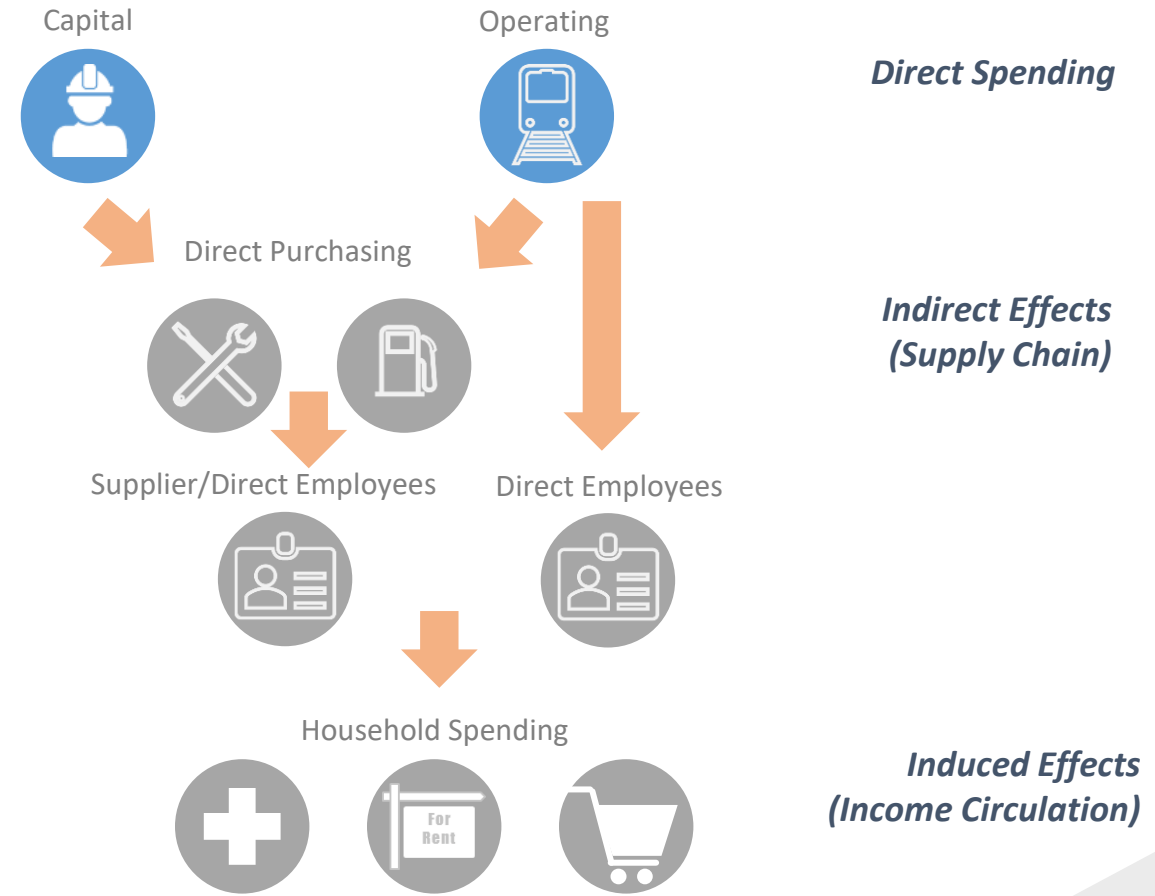 Capital
Operating
Direct Spending
Direct Purchasing
Indirect Effects
(Supply Chain)
Supplier/Direct Employees
Direct Employees
Household Spending
For
Rent
Induced Effects
(Income Circulation)